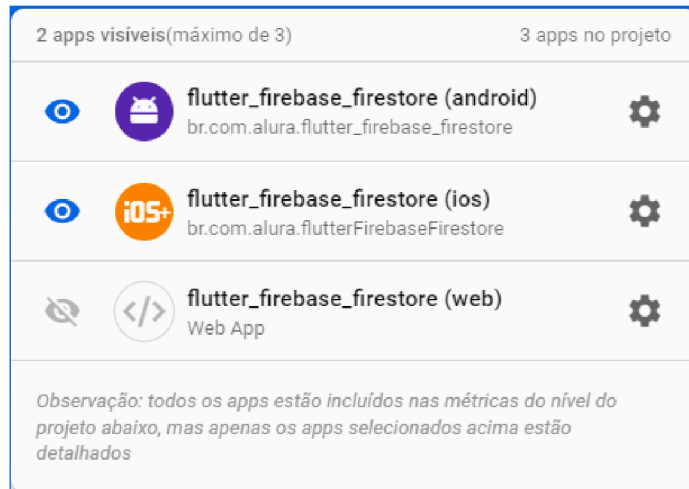 2 apps visíveis(máximo de 3) 3 apps no projeto
flutter_firebase_firestore (android)
br.com.alura.flutter_firebase_firestore
iOS+
flutter_firebase_firestore (ios)
br.com.alura.flutterFirebaseFirestore
</>
flutter_firebase_firestore (web)
Web App
Observação: todos os apps estão incluídos nas métricas do nível do
projeto abaixo, mas apenas os apps selecionados acima estão
detalhados